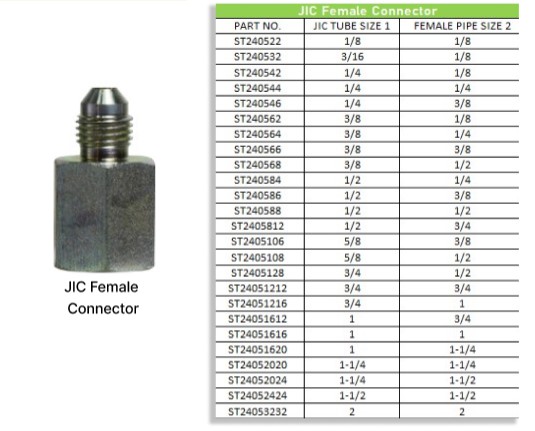 JIC Female
Connector
JIC Female Connector
PART NO. JIC TUBE SIZE 1 FEMALE PIPE SIZE 2
ST240522 1/8 1/8
ST240532 3/16 1/8
ST240542 1/4 1/8
ST240544 1/4 1/4
ST240546 1/4 3/8
ST240562 3/8 1/8
ST240564 3/8 1/4
ST240566 3/8 3/8
ST240568 3/8 1/2
ST240584 1/2 1/4
ST240586 1/2 3/8
ST240588 1/2 1/2
ST2405812 1/2 3/4
ST2405106 5/8 3/8
ST2405108 5/8 1/2
ST2405128 3/4 1/2
ST24051212 3/4 3/4
ST24051216 3/4 1
ST24051612 1 3/4
ST24051616 1 1
ST24051620 1 1-1/4
ST24052020 1-1/4 1-1/4
ST24052024 1-1/4 1-1/2
ST24052424 1-1/2 1-1/2
ST24053232 2 2